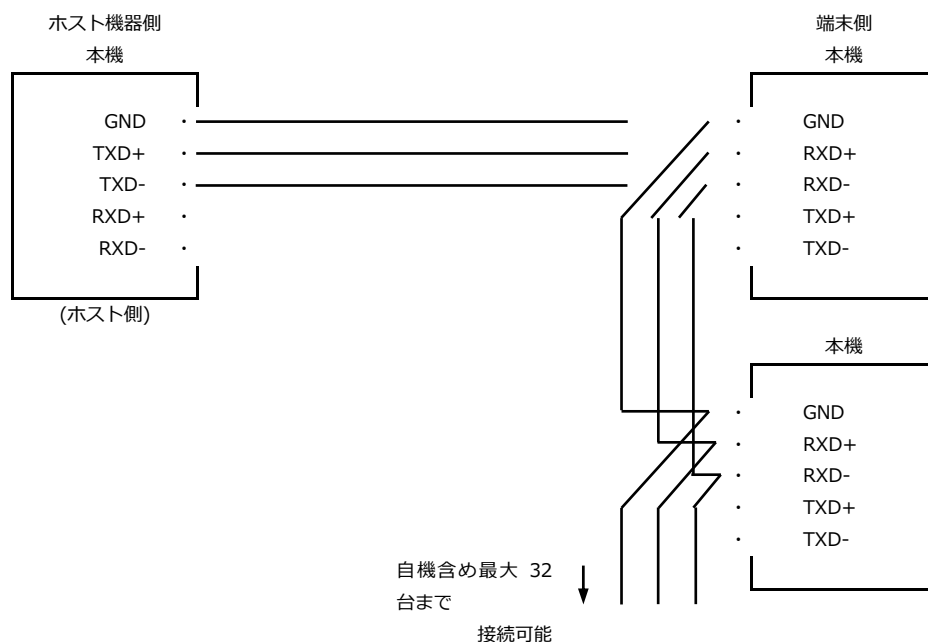 ホスト機器側
本機
GND
TXD+
TXD-
RXD+
RXD-
(ホスト側)
端末側
本機
GND
RXD+
RXD-
TXD+
TXD-
本機
GND
RXD+
RXD-
TXD+
TXD-
自機含め最大 32
台まで
接続可能